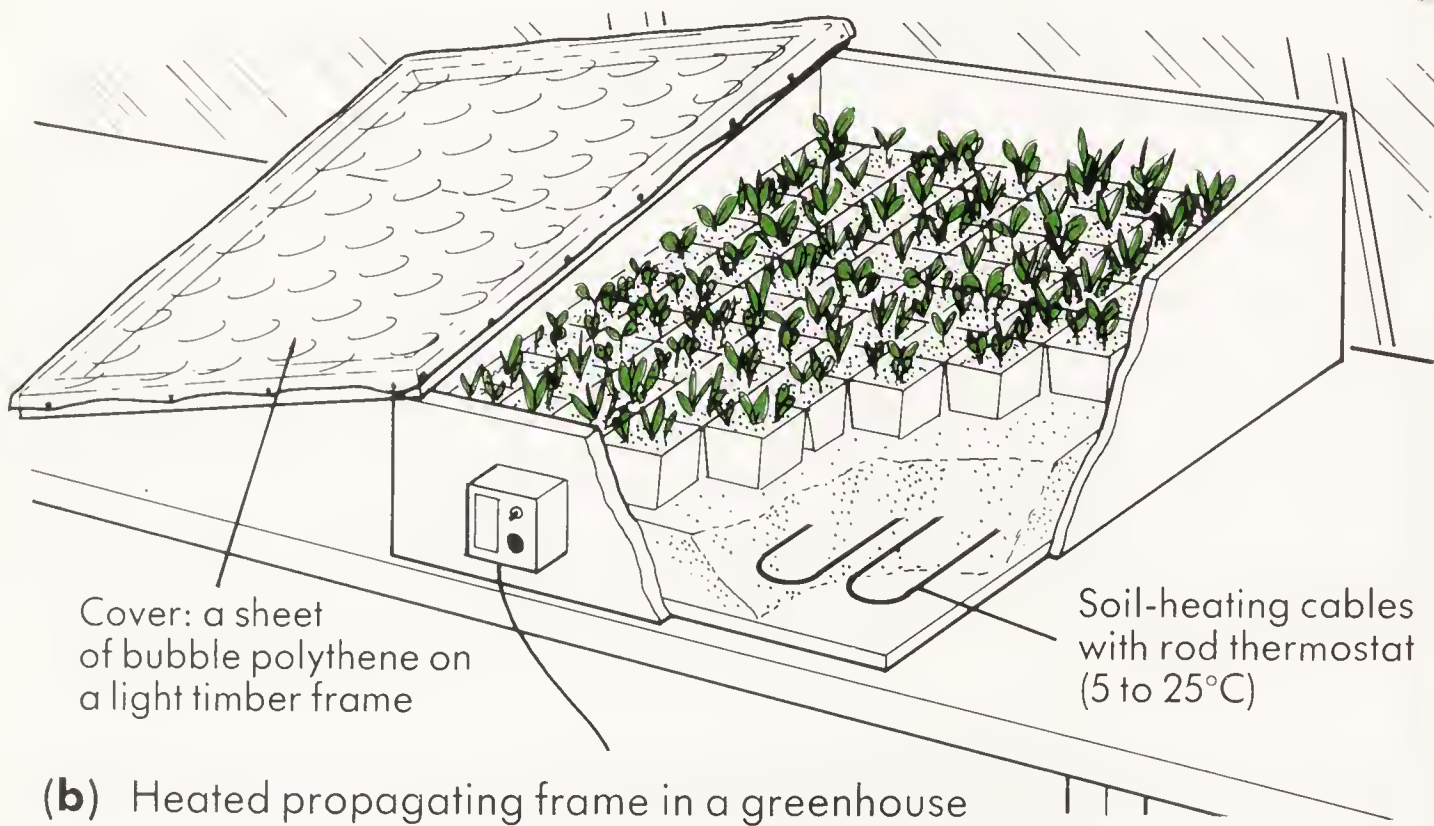 Cover: a sheet
of bubble polythene on
a light timber frame
Soil-heating cables
with rod thermostat
(5 to 25°C)
(b) Heated propagating frame in a greenhouse